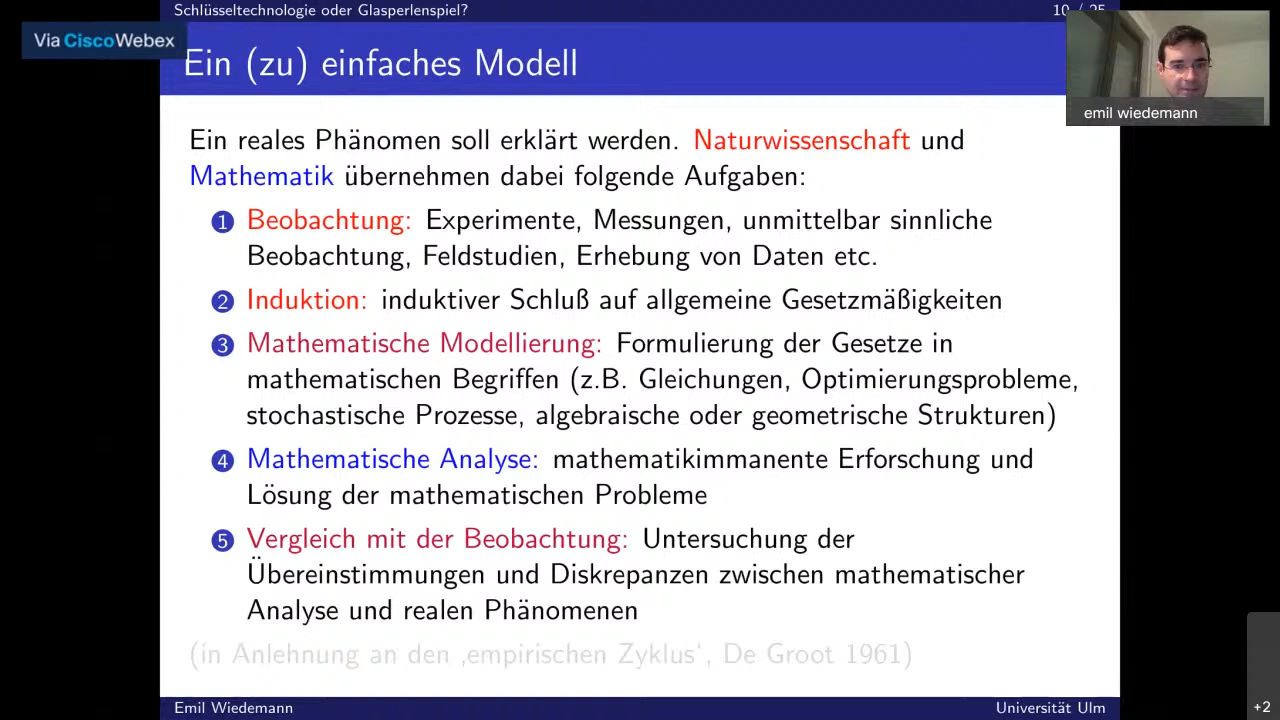 Schlüsseltechnologie oder Glasperlenspiel?
10 / 25
Via Cisco Webex
Ein (zu) einfaches Modell
emil wiedemann
Ein reales Phänomen soll erklärt werden. Naturwissenschaft und
Mathematik übernehmen dabei folgende Aufgaben:
1 Beobachtung: Experimente, Messungen, unmittelbar sinnliche
Beobachtung, Feldstudien, Erhebung von Daten etc.
2 Induktion: induktiver Schluß auf allgemeine Gesetzmäßigkeiten
3 Mathematische Modellierung: Formulierung der Gesetze in
mathematischen Begriffen (z.B. Gleichungen, Optimierungsprobleme,
stochastische Prozesse, algebraische oder geometrische Strukturen)
4 Mathematische Analyse: mathematikimmanente Erforschung und
Lösung der mathematischen Probleme
5 Vergleich mit der Beobachtung: Untersuchung der
Übereinstimmungen und Diskrepanzen zwischen mathematischer
Analyse und realen Phänomenen
(in Anlehnung an den ‚empirischen Zyklus‘, De Groot 1961)
Emil Wiedemann
Universität Ulm
+2